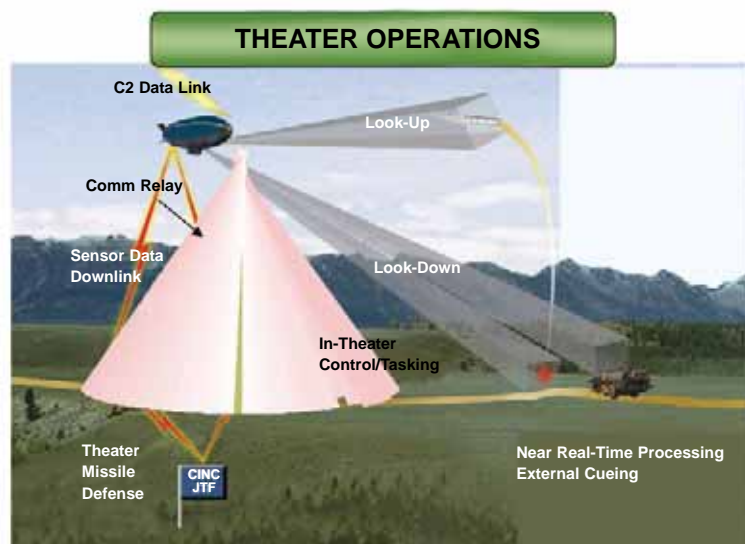 THEATER OPERATIONS
C2 Data Link
Look-Up
Comm Relay
Sensor Data
Downlink
Look-Down
In-Theater
Control/Tasking
Theater
Missile
Defense
CINC
JTF
Near Real-Time Processing
External Cueing